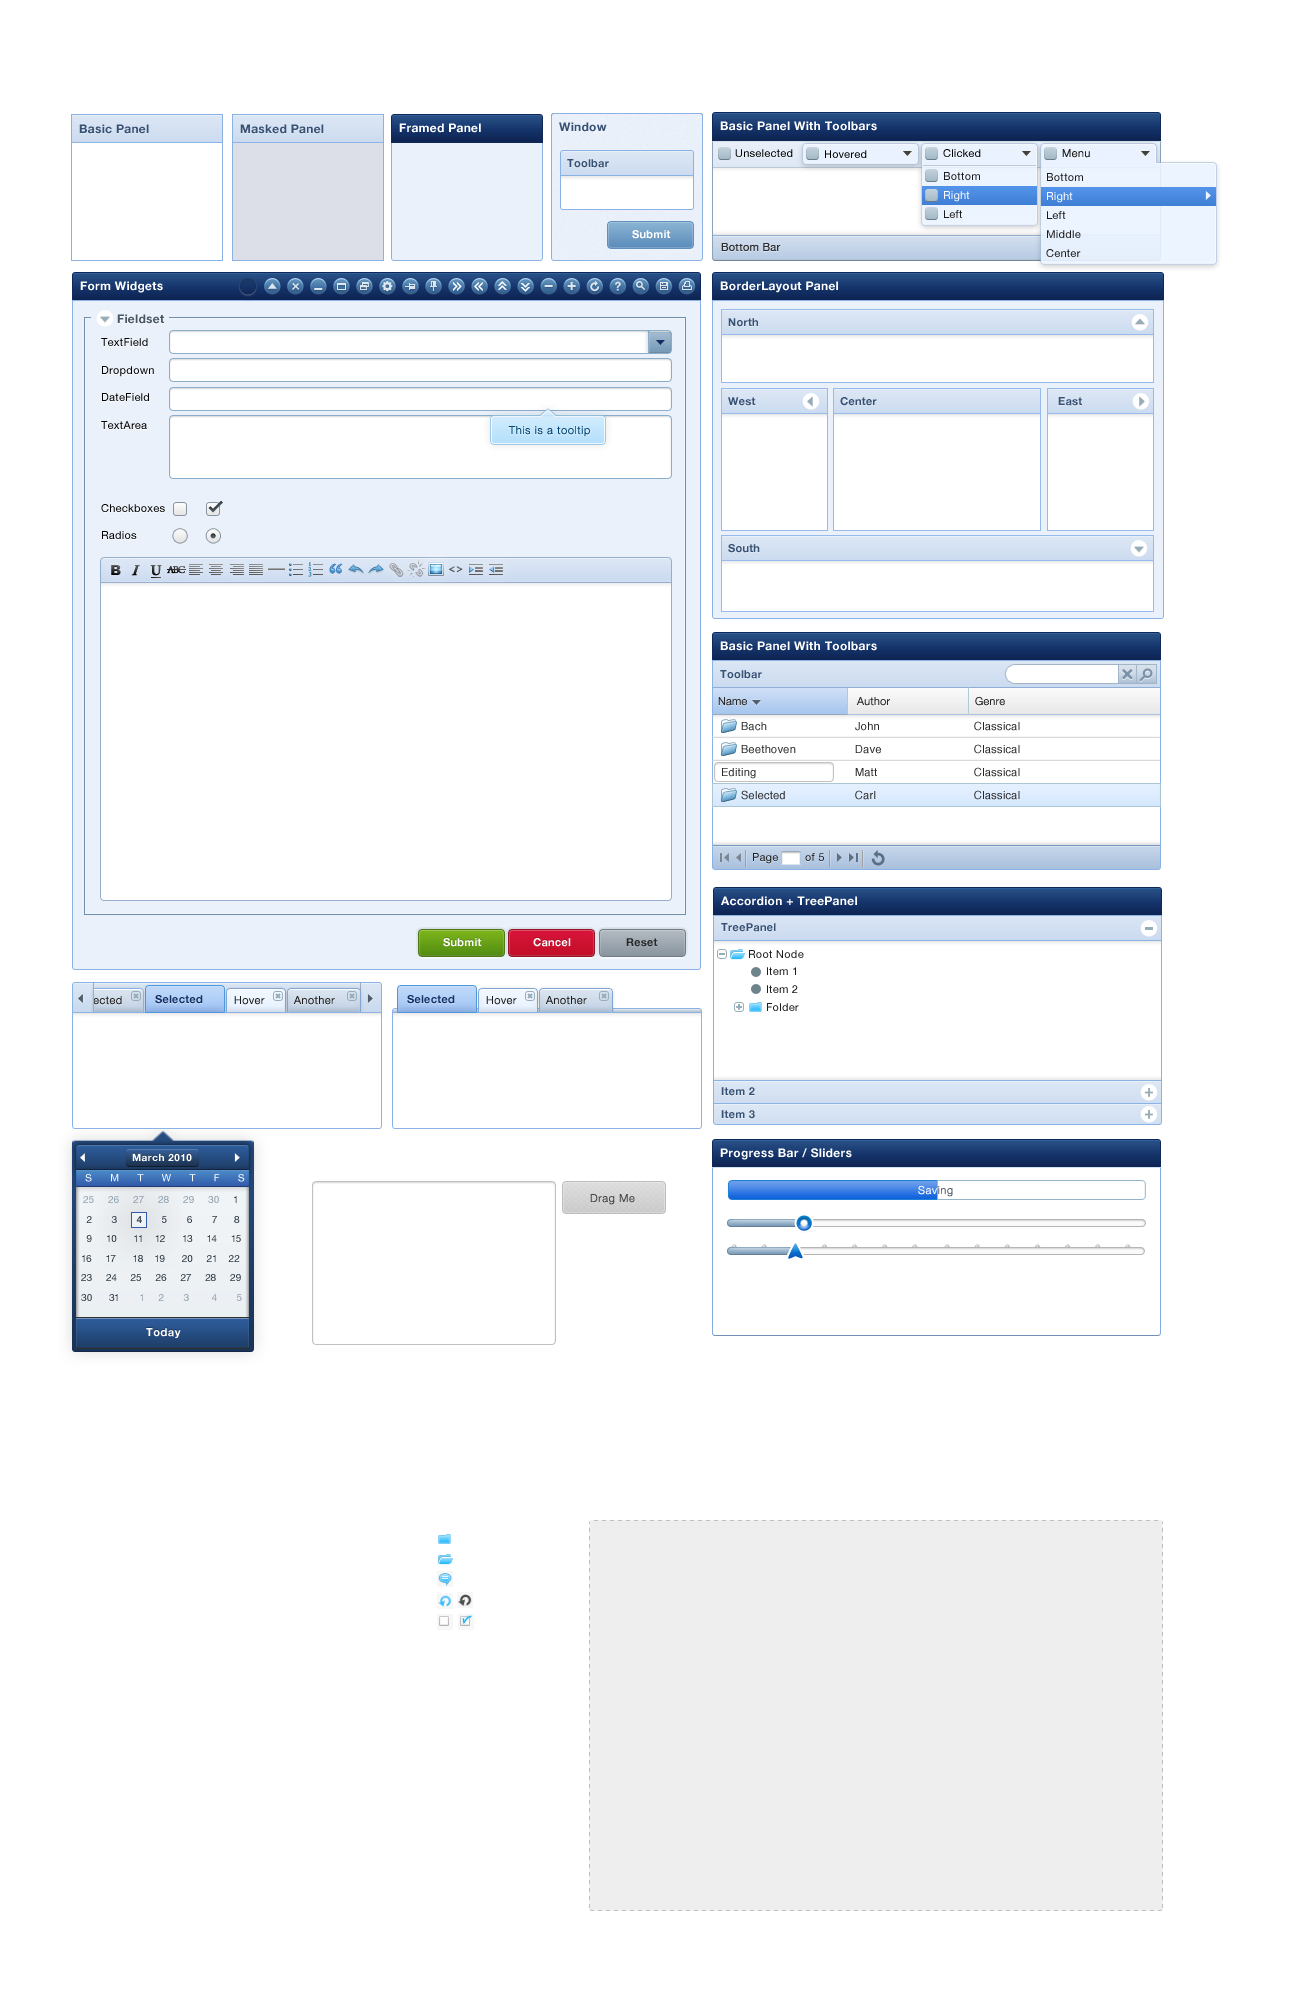 Basic Panel
Masked Panel
Framed Panel
Window
Toolbar
Submit
Basic Panel With Toolbars
Unselected
Hovered
Clicked
Menu
Bottom
Right
Left
Bottom
Right
Left
Middle
Center
Bottom Bar
Form Widgets
?
Fieldset
TextField
Dropdown
DateField
This is a tooltip
TextArea
Checkboxes
Radios
B I U ABC
Submit
Cancel
Reset
BorderLayout Panel
North
West
Center
East
South
Basic Panel With Toolbars
Toolbar
Name Author Genre
Bach John Classical
Beethoven Dave Classical
Editing Matt Classical
Selected Carl Classical
Page of 5
Accordion + TreePanel
TreePanel
Root Node
Item 1
Item 2
Folder
Item 2
Item 3
ected Selected Hover Another
Selected Hover Another
March 2010
S M T W T F S
25 26 27 28 29 30 1
2 3 4 5 6 7 8
9 10 11 12 13 14 15
16 17 18 19 20 21 22
23 24 25 26 27 28 29
30 31 1 2 3 4 5
Today
Drag Me
Progress Bar / Sliders
Saving